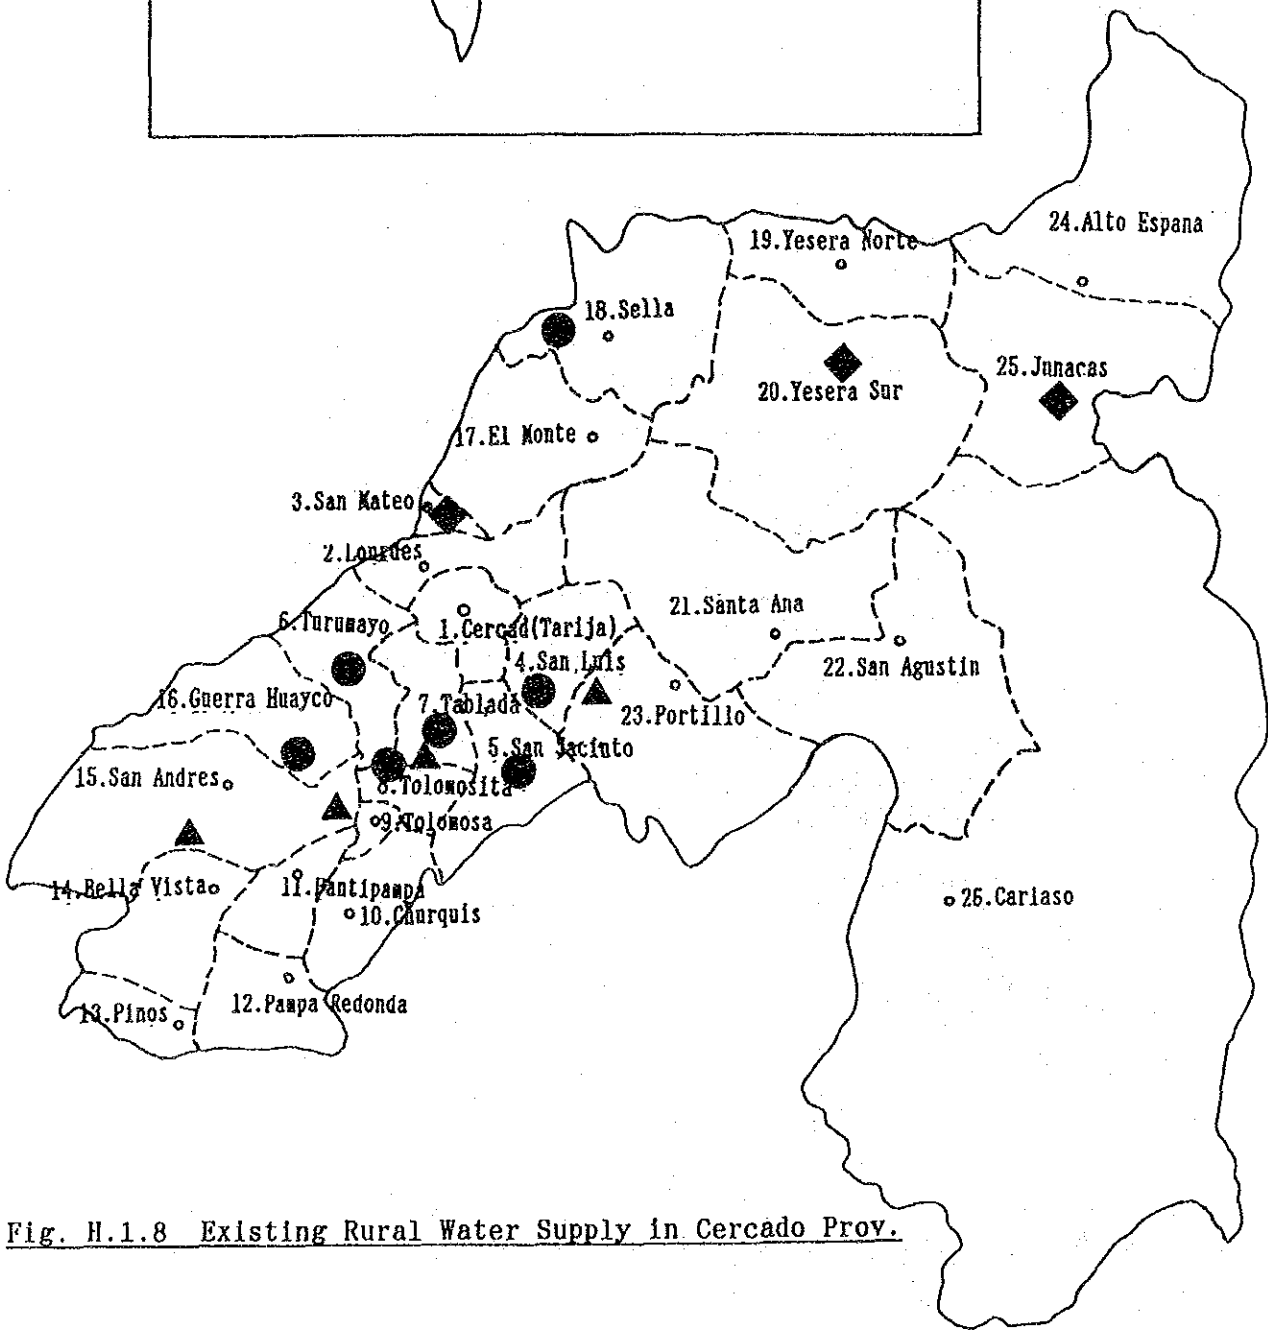 24.Alto Espana
19.Yesera Norte
18.Sella
25.Junacas
20.Yesera Sur
17.El Monte
3.San Mateo
2.Lourdes
21.Santa Ana
6.Turumayo
1.Cercad(Tarija)
4.San Luis
22.San Agustin
16.Guerra Huayco
7.Tablada
23.Portillo
5.San Jacinto
15.San Andres
8.Tolomosita
9.Tolomosa
14.Bella Vista
11.Pantipampa
26.Cariaso
10.Churquis
12.Pampa Redonda
13.Pinos
Fig. H.1.8 Existing Rural Water Supply in Cercado Prov.